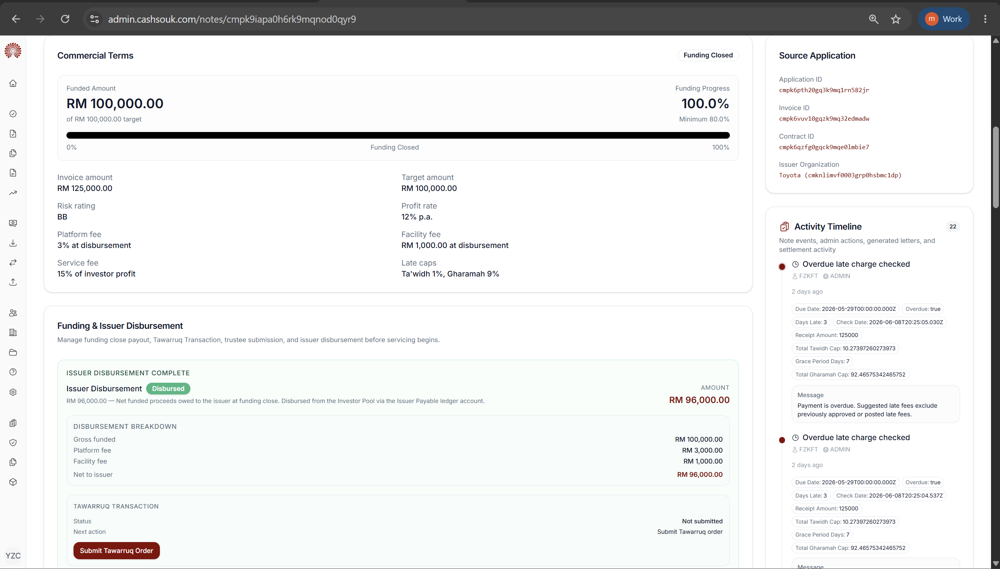 admin.cashsouk.com/notes/cmpk9iapa0h6rk9mqnod0qyr9
m
Work
Commercial Terms
Funding Closed
Funded Amount
Funding Progress
RM 100,000.00
100.0%
of RM 100,000.00 target
Minimum 80.0%
0%
Funding Closed
100%
Invoice amount
RM 125,000.00
Target amount
RM 100,000.00
Risk rating
BB
Profit rate
12% p.a.
Platform fee
3% at disbursement
Facility fee
RM 1,000.00 at disbursement
Service fee
15% of investor profit
Late caps
Ta'widh 1%, Gharamah 9%
Funding & Issuer Disbursement
Manage funding close payout, Tawarruq Transaction, trustee submission, and issuer disbursement before servicing begins.
ISSUER DISBURSEMENT COMPLETE
Issuer Disbursement
Disbursed
AMOUNT
RM 96,000.00 — Net funded proceeds owed to the issuer at funding close. Disbursed from the Investor Pool via the Issuer Payable ledger account.
RM 96,000.00
DISBURSEMENT BREAKDOWN
Gross funded
RM 100,000.00
Platform fee
RM 3,000.00
Facility fee
RM 1,000.00
Net to issuer
RM 96,000.00
TAWARRUQ TRANSACTION
Status
Not submitted
Next action
Submit Tawarruq order
Submit Tawarruq Order
YZC
Source Application
Application ID
cmpk6pth20gq3k9mq1rn582jr
Invoice ID
cmpk6vuv10gqzk9mq32edmadw
Contract ID
cmpk6qzfg0gqck9mqe0lmbie7
Issuer Organization
Toyota (cmknlimvf0003grp0hsbmc1dp)
Activity Timeline
22
Note events, admin actions, generated letters, and
settlement activity
Overdue late charge checked
FZKFT ADMIN
2 days ago
Due Date: 2026-05-29T00:00:00.000Z
Overdue: true
Days Late: 3
Check Date: 2026-06-08T20:25:05.030Z
Receipt Amount: 125000
Total Tawidh Cap: 10.27397260273973
Grace Period Days: 7
Total Gharamah Cap: 92.46575342465752
Message
Payment is overdue. Suggested late fees exclude
previously approved or posted late fees.
Overdue late charge checked
FZKFT ADMIN
2 days ago
Due Date: 2026-05-29T00:00:00.000Z
Overdue: true
Days Late: 3
Check Date: 2026-06-08T20:25:04.537Z
Receipt Amount: 125000
Total Tawidh Cap: 10.27397260273973
Grace Period Days: 7
Total Gharamah Cap: 92.46575342465752
Message